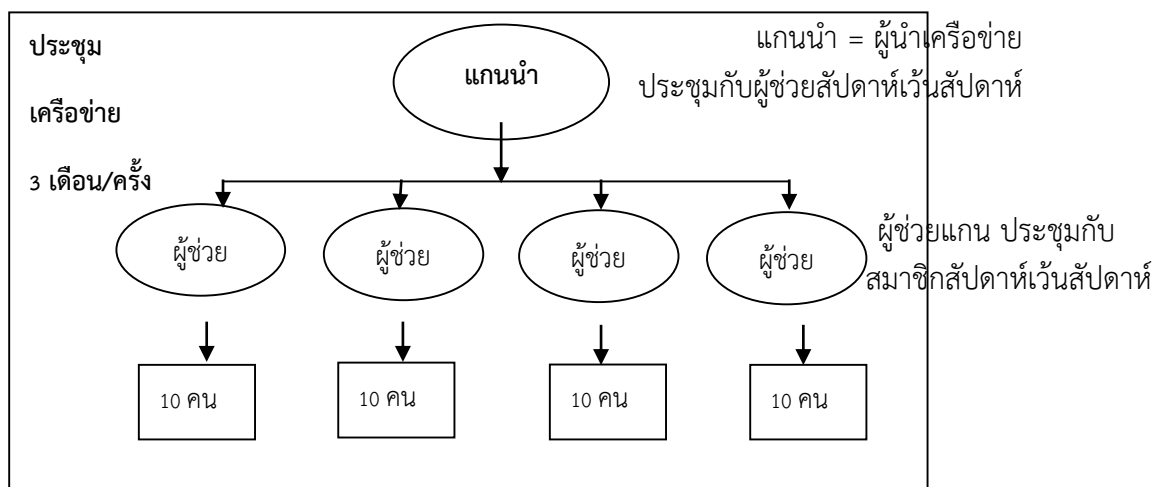 ประชุม
เครือข่าย
3 เดือน/ครั้ง
แกนนำ
แกนนำ = ผู้นำเครือข่าย
ประชุมกับผู้ช่วยสัปดาห์เว้นสัปดาห์
ผู้ช่วย
ผู้ช่วย
ผู้ช่วย
ผู้ช่วย
ผู้ช่วยแกน ประชุมกับ
สมาชิกสัปดาห์เว้นสัปดาห์
10 คน
10 คน
10 คน
10 คน